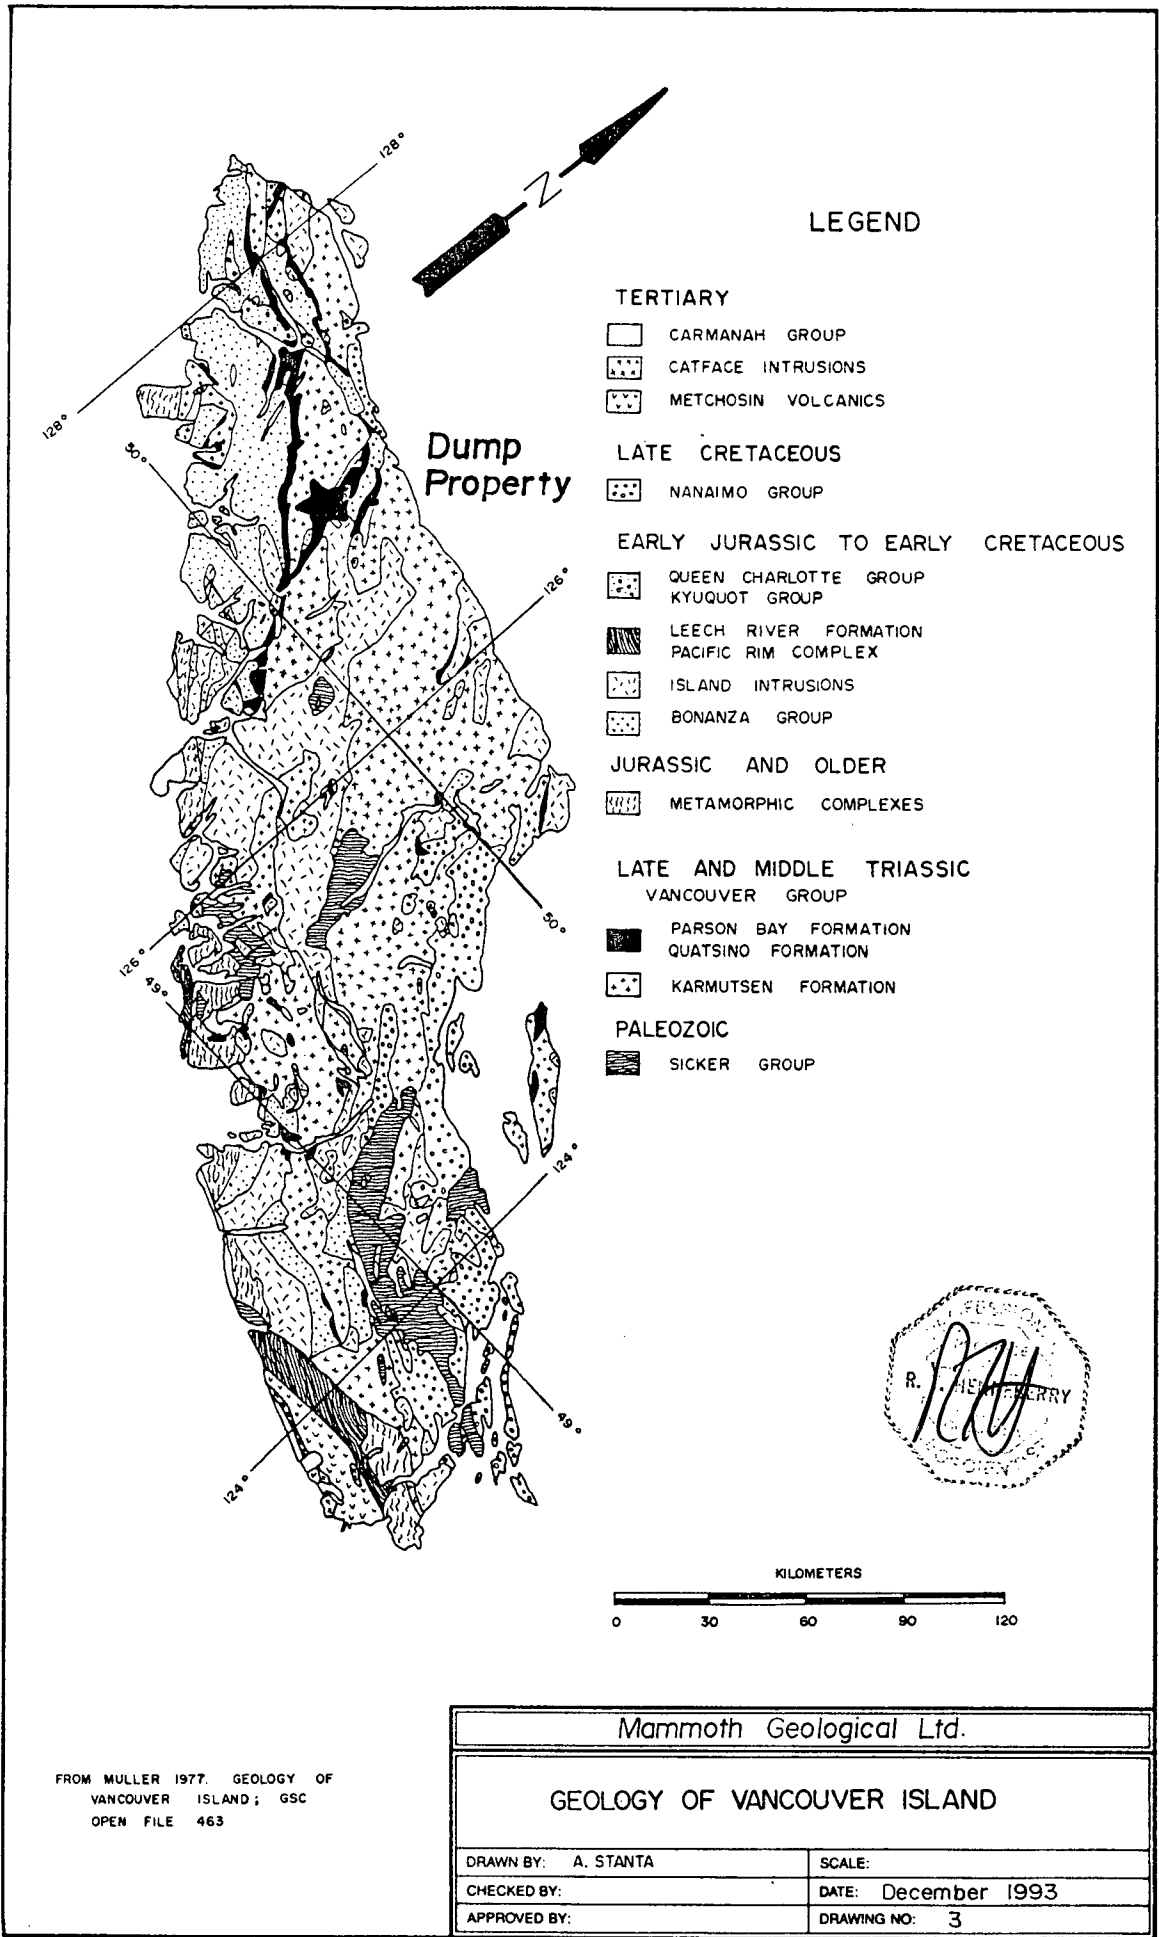 128°
N
LEGEND
TERTIARY
CARMANAH GROUP
CATFACE INTRUSIONS
METCHOSIN VOLCANICS
128°
50°
Dump
Property
LATE CRETACEOUS
NANAIMO GROUP
EARLY JURASSIC TO EARLY CRETACEOUS
QUEEN CHARLOTTE GROUP
KYUQUOT GROUP
126°
LEECH RIVER FORMATION
PACIFIC RIM COMPLEX
ISLAND INTRUSIONS
BONANZA GROUP
JURASSIC AND OLDER
METAMORPHIC COMPLEXES
LATE AND MIDDLE TRIASSIC
VANCOUVER GROUP
50°
PARSON BAY FORMATION
QUATSINO FORMATION
126°
49°
KARMUTSEN FORMATION
PALEOZOIC
SICKER GROUP
124°
R.
49°
124°
KILOMETERS
0 30 60 90 120
Mammoth Geological Ltd.
FROM MULLER 1977. GEOLOGY OF
VANCOUVER ISLAND; GSC
OPEN FILE 463
GEOLOGY OF VANCOUVER ISLAND
DRAWN BY: A. STANTA
SCALE:
CHECKED BY:
DATE: December 1993
APPROVED BY:
DRAWING NO: 3